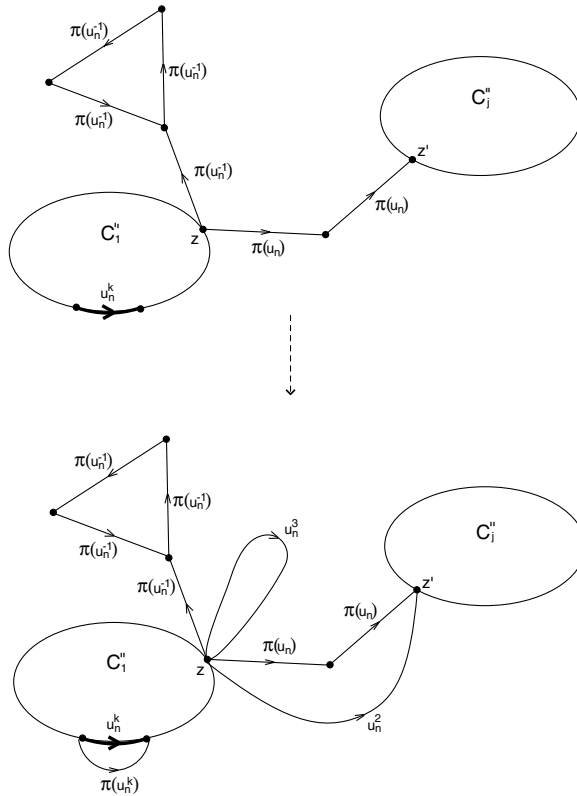 π(u_n^{-1})
π(u_n^{-1})
π(u_n^{-1})
C''_j
z'
π(u_n^{-1})
π(u_n)
C''_1
z
π(u_n)
u_n^k
π(u_n^{-1})
π(u_n^{-1})
u_n^3
π(u_n^{-1})
C''_j
π(u_n^{-1})
z'
π(u_n)
π(u_n)
C''_1
z
u_n^k
u_n^2
π(u_n^k)